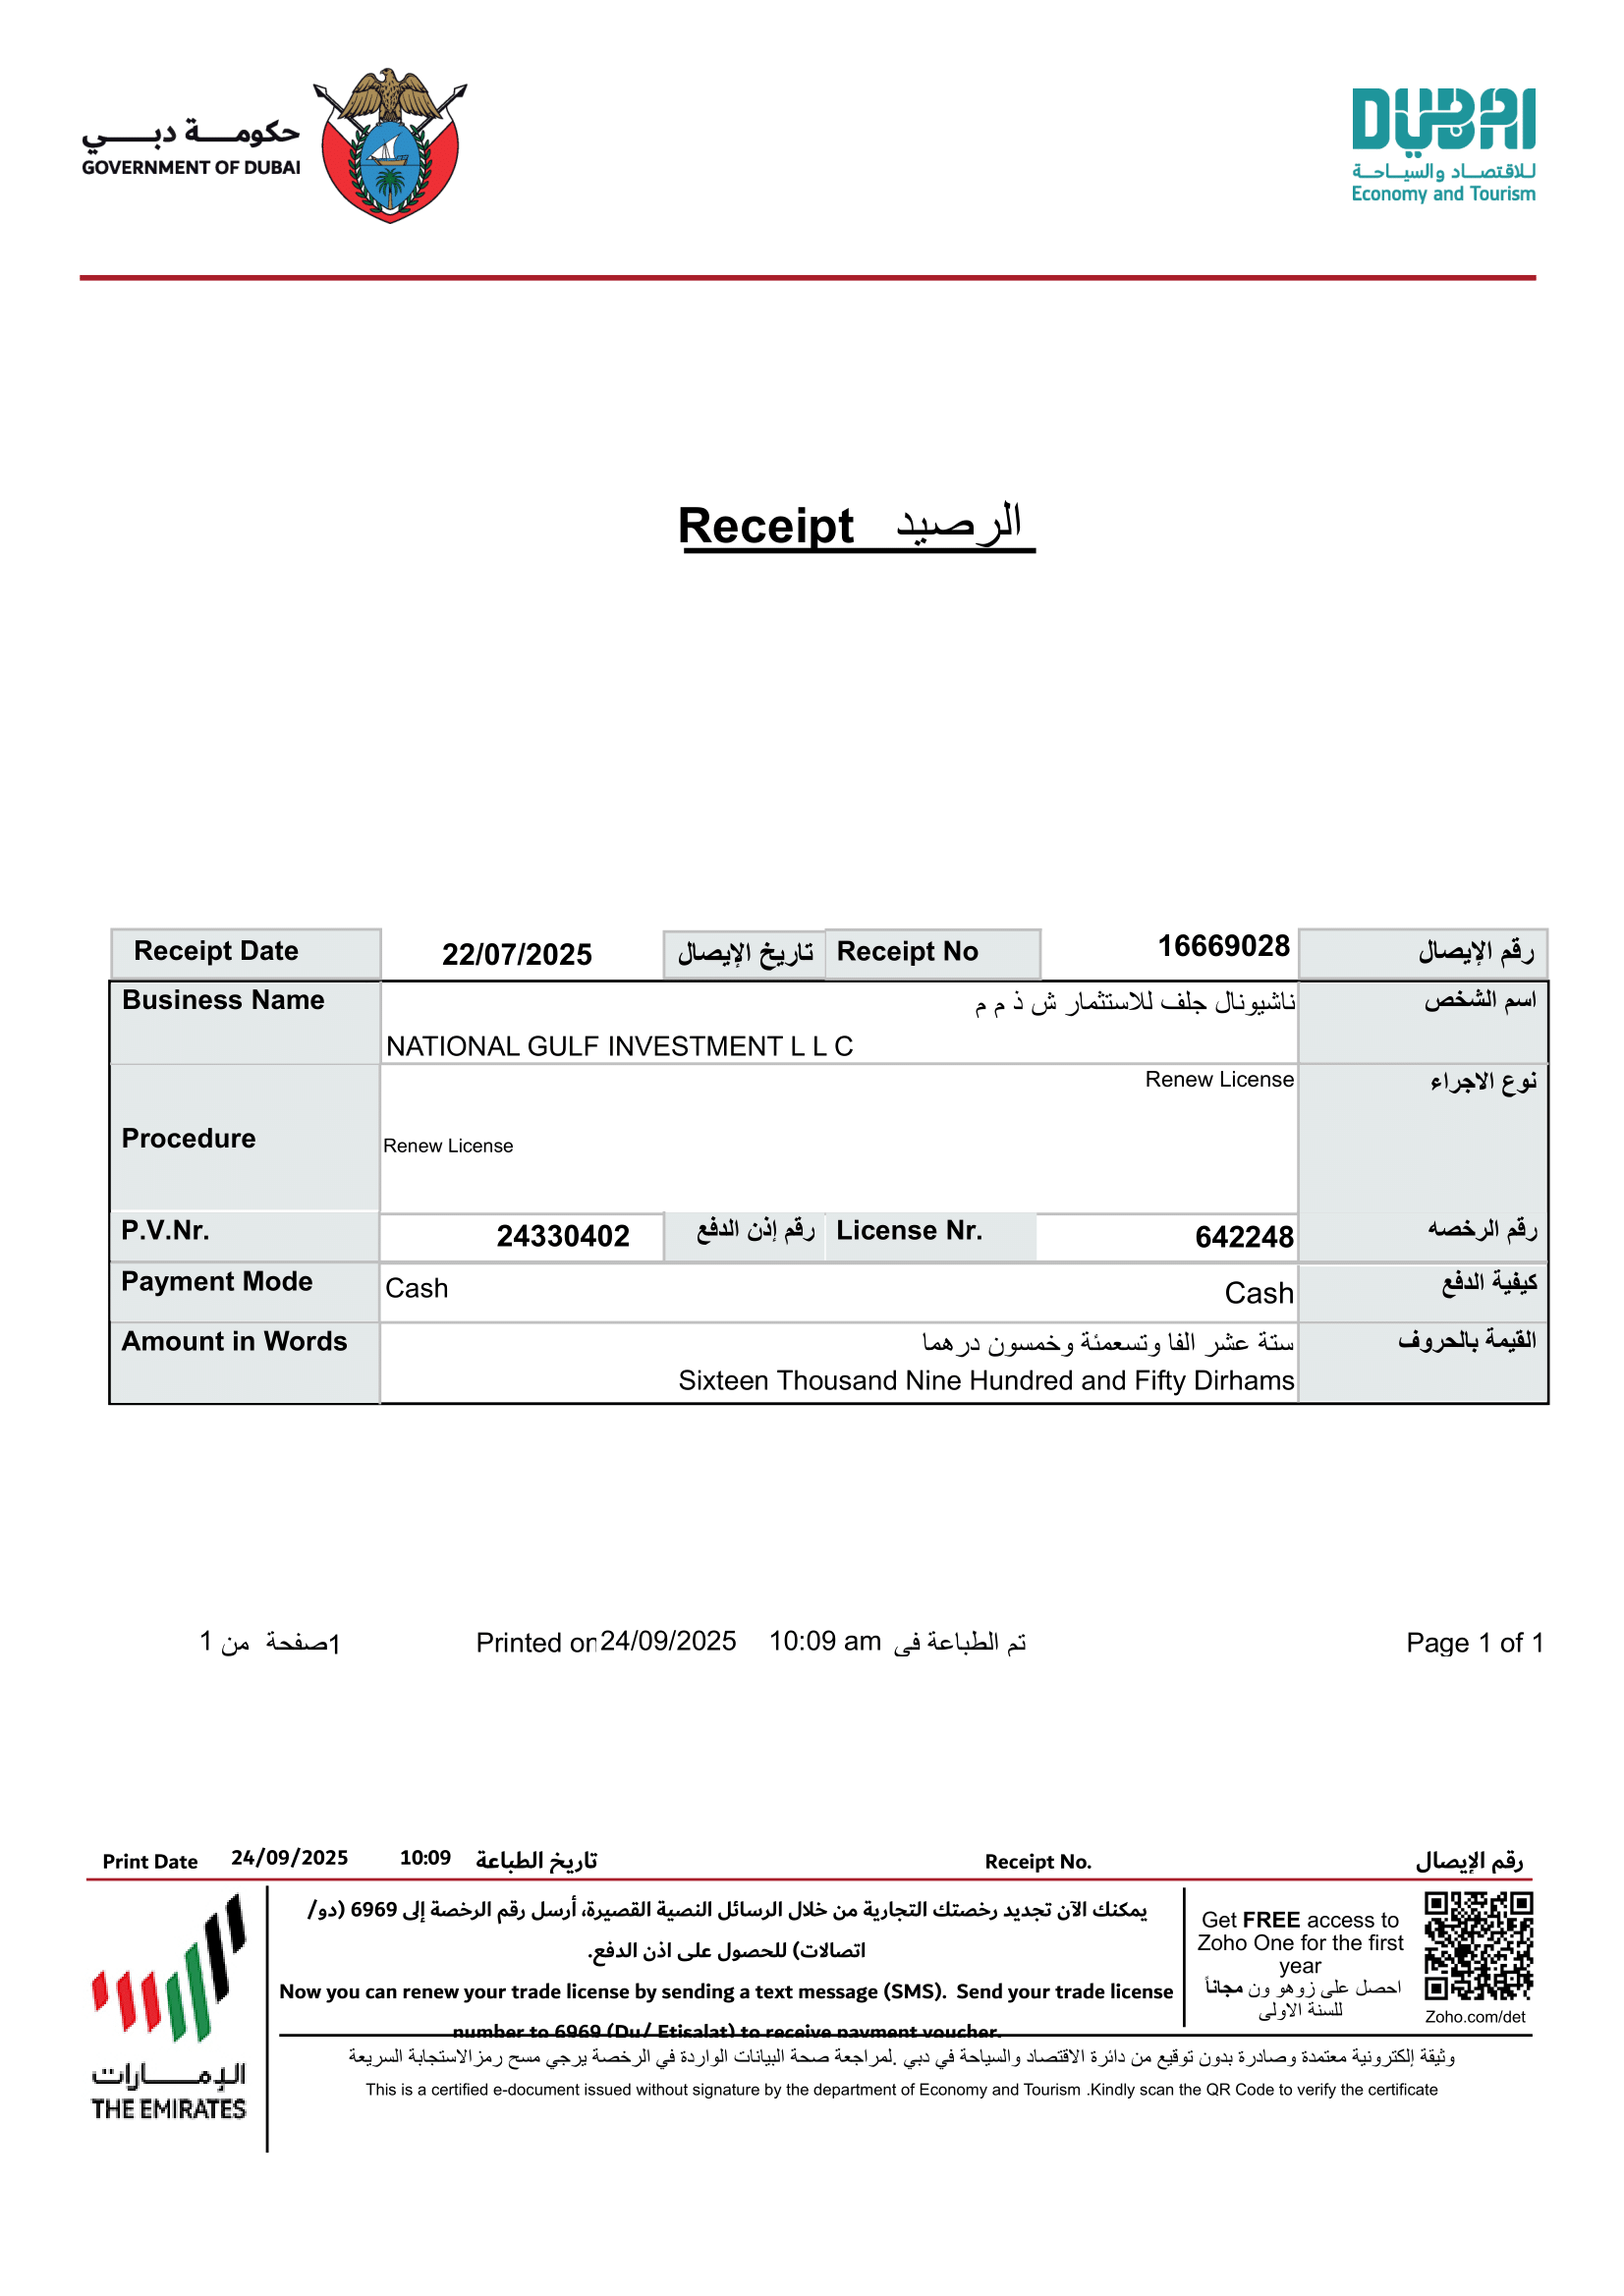 حكومة دبي
GOVERNMENT OF DUBAI
DUBAI
للاقتصاد والسياحة
Economy and Tourism
Receipt الرصيد
Receipt Date 22/07/2025 تاريخ الإيصال Receipt No 16669028 رقم الإيصال
Business Name ناشيونال جلف للاستثمار ش ذ م م اسم الشخص
NATIONAL GULF INVESTMENT L L C
Renew License نوع الاجراء
Procedure Renew License
P.V.Nr. 24330402 رقم إذن الدفع License Nr. 642248 رقم الرخصه
Payment Mode Cash Cash كيفية الدفع
Amount in Words ستة عشر الفا وتسعمئة وخمسون درهما القيمة بالحروف
Sixteen Thousand Nine Hundred and Fifty Dirhams
1صفحة من 1 Printed on 24/09/2025 10:09 am تم الطباعة في Page 1 of 1
Print Date 24/09/2025 10:09 تاريخ الطباعة Receipt No. رقم الإيصال
يمكنك الآن تجديد رخصتك التجارية من خلال الرسائل النصية القصيرة، أرسل رقم الرخصة إلى 6969 (دو/
اتصالات) للحصول على اذن الدفع.
Now you can renew your trade license by sending a text message (SMS). Send your trade license
number to 6969 (Du/ Etisalat) to receive payment voucher.
Get FREE access to
Zoho One for the first
year
احصل على زوهو ون مجاناً
للسنة الاولى
Zoho.com/det
وثيقة إلكترونية معتمدة وصادرة بدون توقيع من دائرة الاقتصاد والسياحة في دبي .لمراجعة صحة البيانات الواردة في الرخصة يرجي مسح رمزالاستجابة السريعة
This is a certified e-document issued without signature by the department of Economy and Tourism .Kindly scan the QR Code to verify the certificate
الإمارات
THE EMIRATES